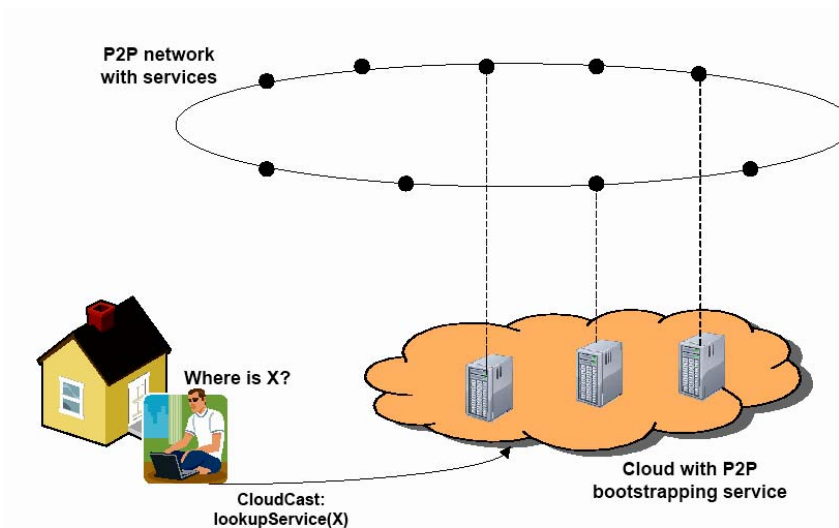 P2P network
with services
Where is X?
CloudCast:
lookupService(X)
Cloud with P2P
bootstrapping service